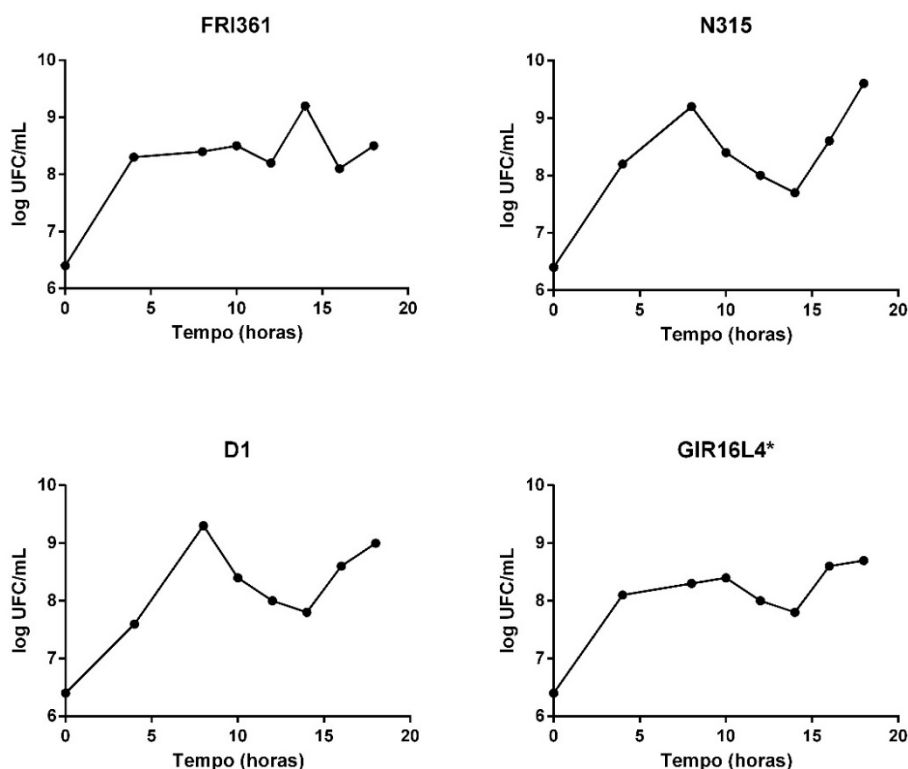 FRI361
10
9
8
7
6
log UFC/mL
0 5 10 15 20
Tempo (horas)
N315
10
9
8
7
6
log UFC/mL
0 5 10 15 20
Tempo (horas)
D1
10
9
8
7
6
log UFC/mL
0 5 10 15 20
Tempo (horas)
GIR16L4*
10
9
8
7
6
log UFC/mL
0 5 10 15 20
Tempo (horas)